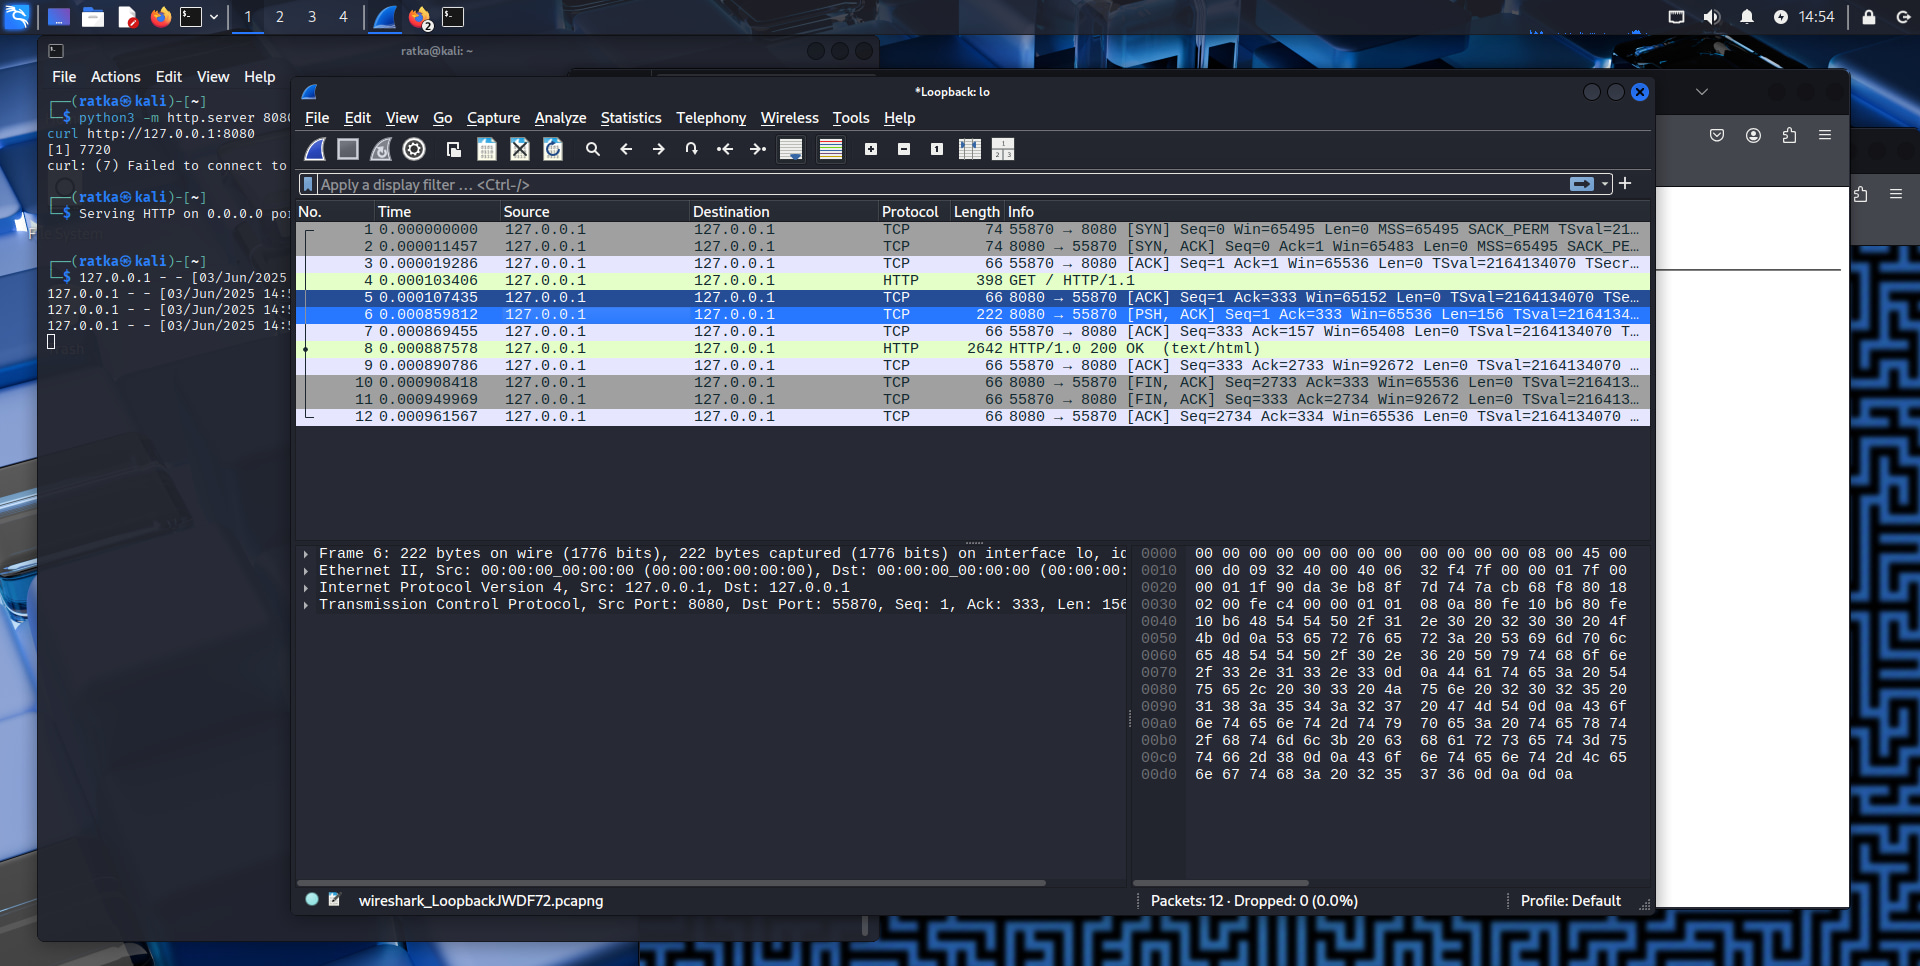 1 2 3 4
2
14:54
ratka@kali: ~
File Actions Edit View Help
┌──(ratka㉿kali)-[~]
└─$ python3 -m http.server 808
curl http://127.0.0.1:8080
[1] 7720
curl: (7) Failed to connect to
┌──(ratka㉿kali)-[~]
└─$ Serving HTTP on 0.0.0.0 po
File System
┌──(ratka㉿kali)-[~]
└─$ 127.0.0.1 - - [03/Jun/2025
127.0.0.1 - - [03/Jun/2025 14:5
127.0.0.1 - - [03/Jun/2025 14:5
127.0.0.1 - - [03/Jun/2025 14:5
*Loopback: lo
File Edit View Go Capture Analyze Statistics Telephony Wireless Tools Help
Apply a display filter ... <Ctrl-/>
No. Time Source Destination Protocol Length Info
1 0.000000000 127.0.0.1 127.0.0.1 TCP 74 55870 → 8080 [SYN] Seq=0 Win=65495 Len=0 MSS=65495 SACK_PERM TSval=21…
2 0.000011457 127.0.0.1 127.0.0.1 TCP 74 8080 → 55870 [SYN, ACK] Seq=0 Ack=1 Win=65483 Len=0 MSS=65495 SACK_PE…
3 0.000019286 127.0.0.1 127.0.0.1 TCP 66 55870 → 8080 [ACK] Seq=1 Ack=1 Win=65536 Len=0 TSval=2164134070 TSecr…
4 0.000103406 127.0.0.1 127.0.0.1 HTTP 398 GET / HTTP/1.1
5 0.000107435 127.0.0.1 127.0.0.1 TCP 66 8080 → 55870 [ACK] Seq=1 Ack=333 Win=65152 Len=0 TSval=2164134070 TSe…
6 0.000859812 127.0.0.1 127.0.0.1 TCP 222 8080 → 55870 [PSH, ACK] Seq=1 Ack=333 Win=65536 Len=156 TSval=2164134…
7 0.000869455 127.0.0.1 127.0.0.1 TCP 66 55870 → 8080 [ACK] Seq=333 Ack=157 Win=65408 Len=0 TSval=2164134070 T…
8 0.000887578 127.0.0.1 127.0.0.1 HTTP 2642 HTTP/1.0 200 OK (text/html)
9 0.000890786 127.0.0.1 127.0.0.1 TCP 66 55870 → 8080 [ACK] Seq=333 Ack=2733 Win=92672 Len=0 TSval=2164134070 …
10 0.000908418 127.0.0.1 127.0.0.1 TCP 66 8080 → 55870 [FIN, ACK] Seq=2733 Ack=333 Win=65536 Len=0 TSval=216413…
11 0.000949969 127.0.0.1 127.0.0.1 TCP 66 55870 → 8080 [FIN, ACK] Seq=333 Ack=2734 Win=92672 Len=0 TSval=216413…
12 0.000961567 127.0.0.1 127.0.0.1 TCP 66 8080 → 55870 [ACK] Seq=2734 Ack=334 Win=65536 Len=0 TSval=2164134070 …
Frame 6: 222 bytes on wire (1776 bits), 222 bytes captured (1776 bits) on interface lo, id
Ethernet II, Src: 00:00:00_00:00:00 (00:00:00:00:00:00), Dst: 00:00:00_00:00:00 (00:00:00:
Internet Protocol Version 4, Src: 127.0.0.1, Dst: 127.0.0.1
Transmission Control Protocol, Src Port: 8080, Dst Port: 55870, Seq: 1, Ack: 333, Len: 156
0000 00 00 00 00 00 00 00 00 00 00 00 00 08 00 45 00
0010 00 d0 09 32 40 00 40 06 32 f4 7f 00 00 01 7f 00
0020 00 01 1f 90 da 3e b8 8f 7d 74 7a cb 68 f8 80 18
0030 02 00 fe c4 00 00 01 01 08 0a 80 fe 10 b6 80 fe
0040 10 b6 48 54 54 50 2f 31 2e 30 20 32 30 30 20 4f
0050 4b 0d 0a 53 65 72 76 65 72 3a 20 53 69 6d 70 6c
0060 65 48 54 54 50 2f 30 2e 36 20 50 79 74 68 6f 6e
0070 2f 33 2e 31 33 2e 33 0d 0a 44 61 74 65 3a 20 54
0080 75 65 2c 20 30 33 20 4a 75 6e 20 32 30 32 35 20
0090 31 38 3a 35 34 3a 32 37 20 47 4d 54 0d 0a 43 6f
00a0 6e 74 65 6e 74 2d 74 79 70 65 3a 20 74 65 78 74
00b0 2f 68 74 6d 6c 3b 20 63 68 61 72 73 65 74 3d 75
00c0 74 66 2d 38 0d 0a 43 6f 6e 74 65 6e 74 2d 4c 65
00d0 6e 67 74 68 3a 20 32 35 37 36 0d 0a 0d 0a
wireshark_LoopbackJWDF72.pcapng
Packets: 12 · Dropped: 0 (0.0%)
Profile: Default